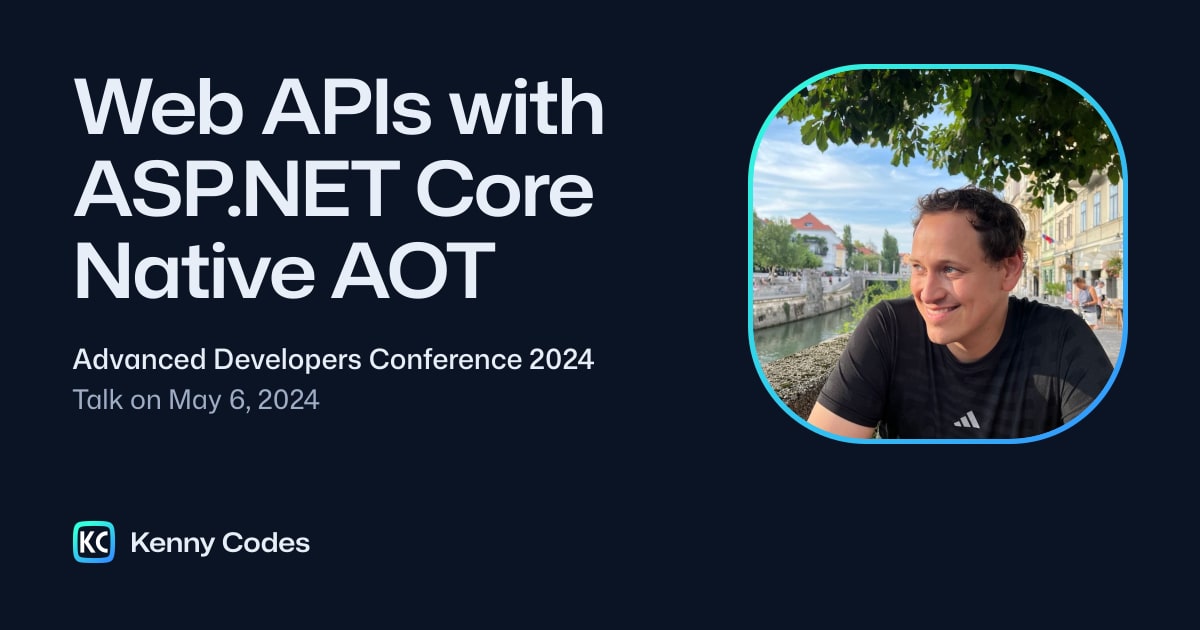 Web APIs with
ASP.NET Core
Native AOT
Advanced Developers Conference 2024
Talk on May 6, 2024
KC Kenny Codes